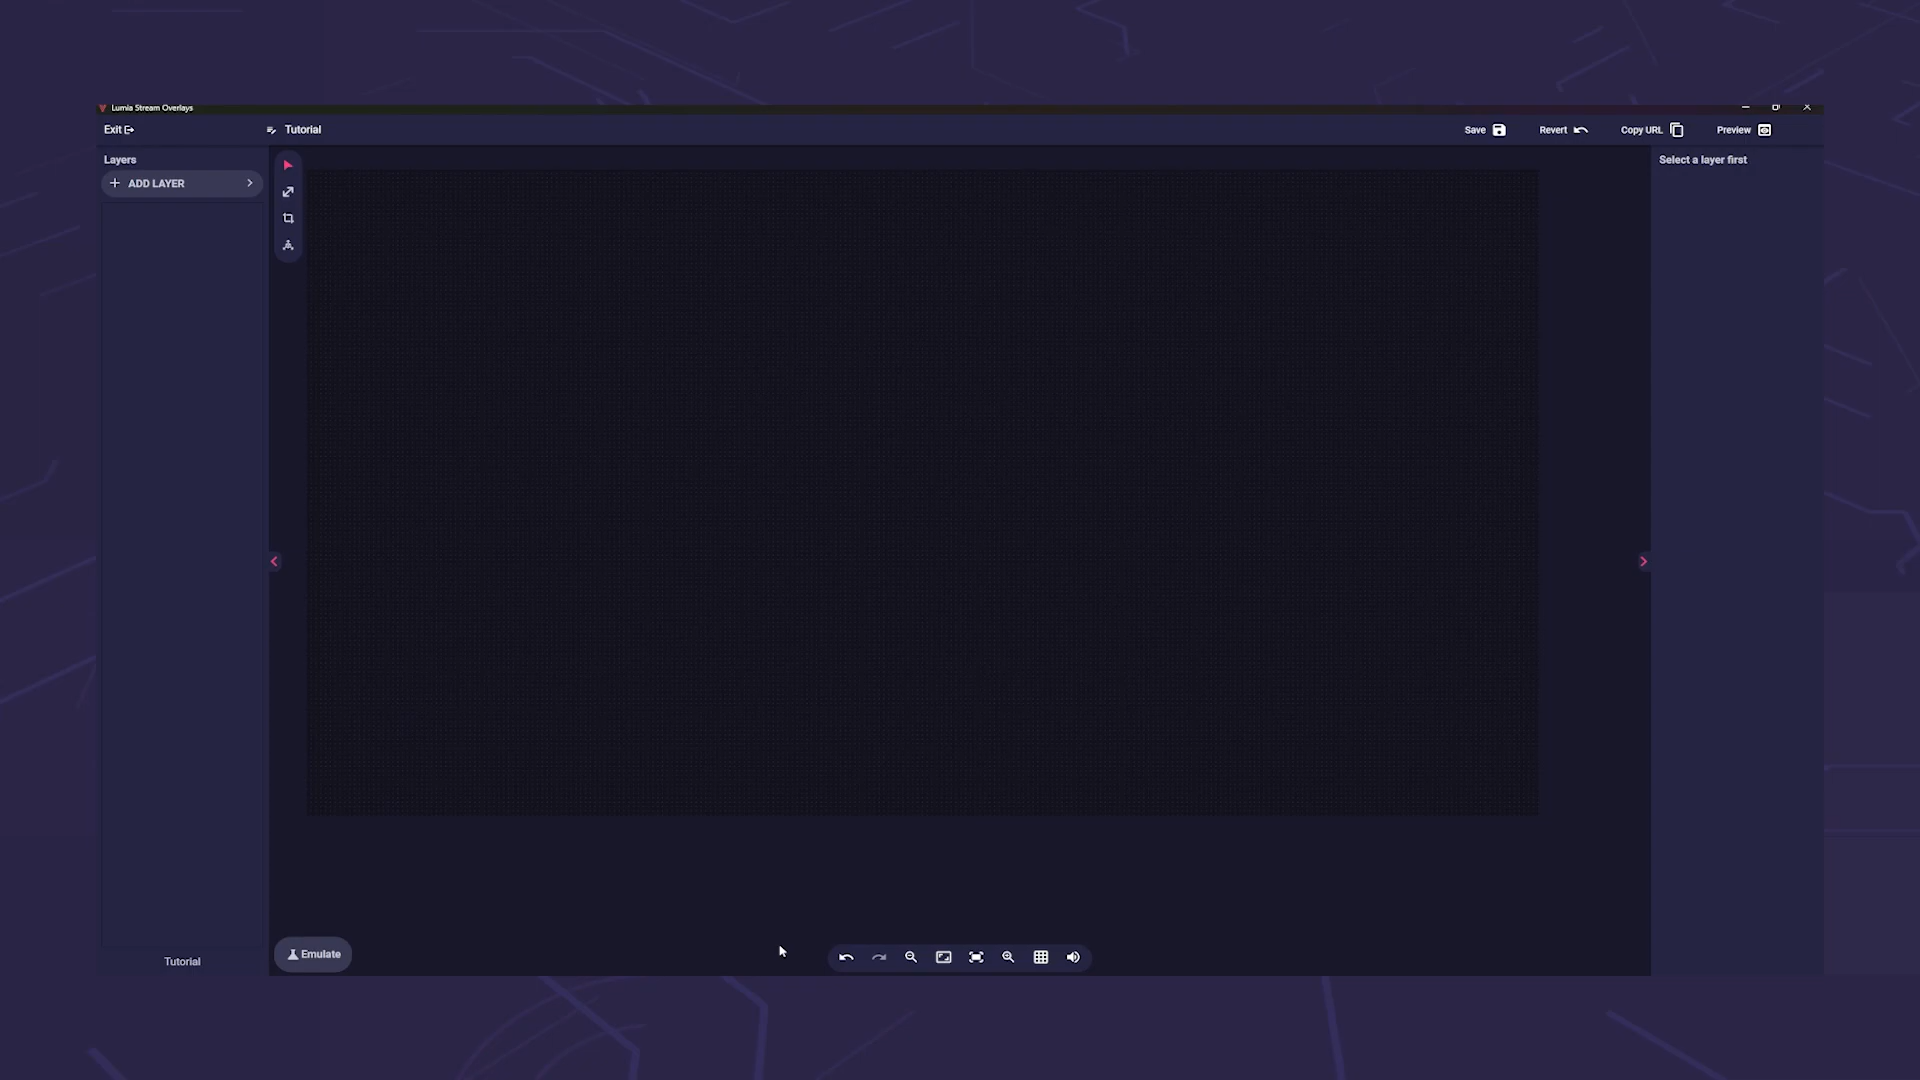 Lumia Stream Overlays
Exit
Tutorial
Save
Revert
Copy URL
Preview
Layers
ADD LAYER
Select a layer first
Emulate
Tutorial